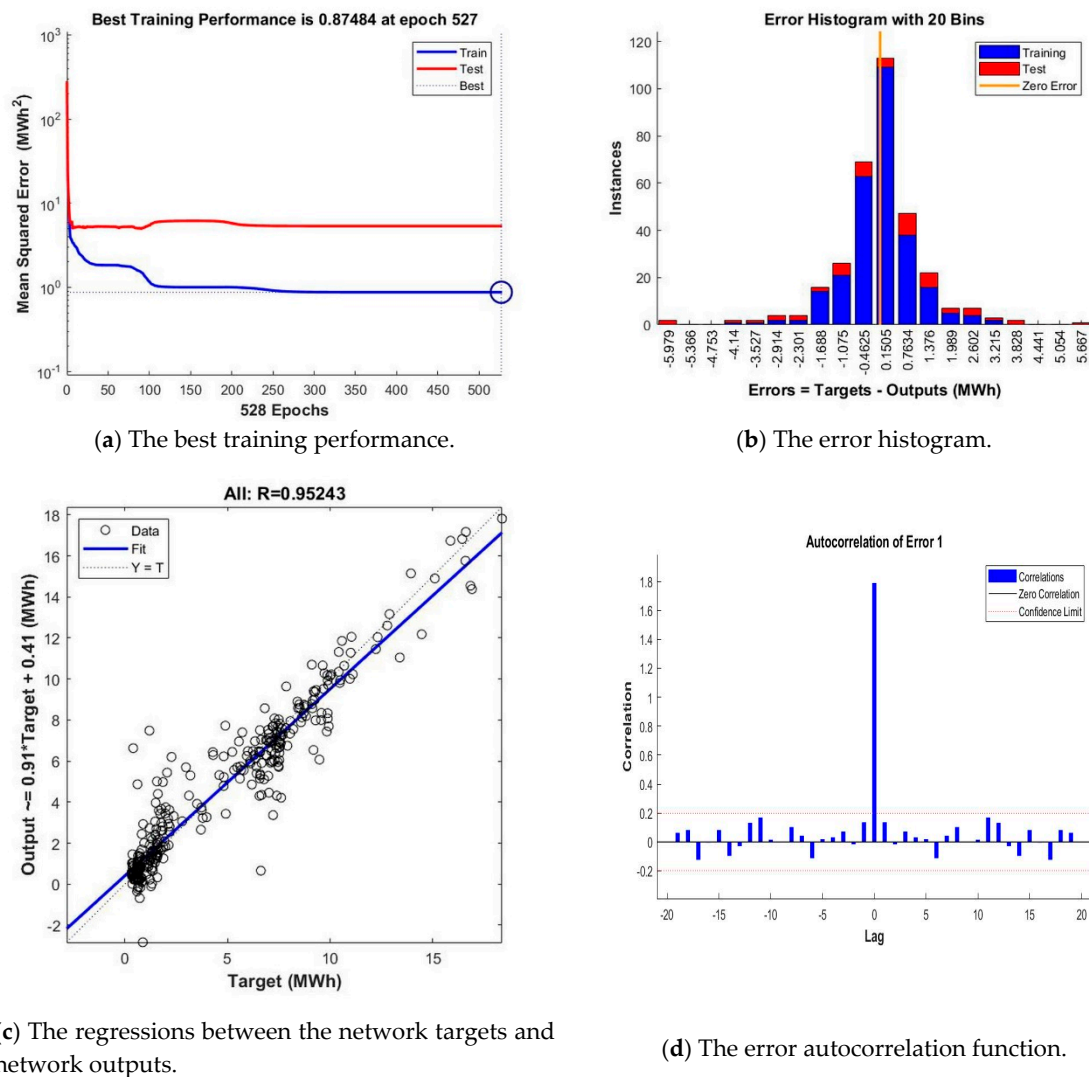 Best Training Performance is 0.87484 at epoch 527
Mean Squared Error (MWh²)
10³
10²
10¹
10⁰
10⁻¹
Train
Test
Best
0 50 100 150 200 250 300 350 400 450 500
528 Epochs
(a) The best training performance.
Error Histogram with 20 Bins
Instances
120
100
80
60
40
20
0
Training
Test
Zero Error
-5.979 -5.366 -4.753 -4.14 -3.527 -2.914 -2.301 -1.688 -1.075 -0.4625 0.1505 0.7634 1.376 1.989 2.602 3.215 3.828 4.441 5.054 5.667
Errors = Targets - Outputs (MWh)
(b) The error histogram.
All: R=0.95243
Output ~= 0.91*Target + 0.41 (MWh)
18
16
14
12
10
8
6
4
2
0
-2
Data
Fit
Y = T
0 5 10 15
Target (MWh)
(c) The regressions between the network targets and
network outputs.
Autocorrelation of Error 1
Correlation
1.8
1.6
1.4
1.2
1
0.8
0.6
0.4
0.2
0
-0.2
Correlations
Zero Correlation
Confidence Limit
-20 -15 -10 -5 0 5 10 15 20
Lag
(d) The error autocorrelation function.